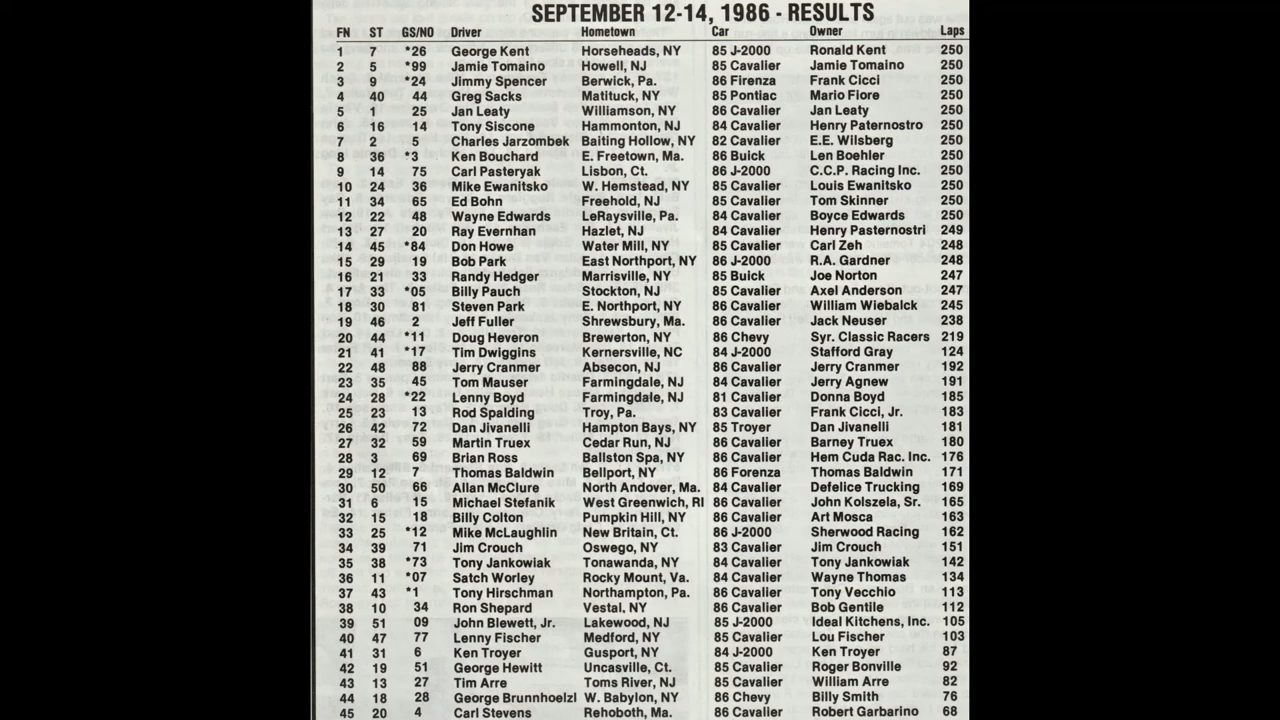 SEPTEMBER 12-14, 1986 - RESULTS
FN ST GS/NO Driver Hometown Car Owner Laps
1 7 *26 George Kent Horseheads, NY 85 J-2000 Ronald Kent 250
2 5 *99 Jamie Tomaino Howell, NJ 85 Cavalier Jamie Tomaino 250
3 9 *24 Jimmy Spencer Berwick, Pa. 86 Firenza Frank Cicci 250
4 40 44 Greg Sacks Matituck, NY 85 Pontiac Mario Fiore 250
5 1 25 Jan Leaty Williamson, NY 86 Cavalier Jan Leaty 250
6 16 14 Tony Siscone Hammonton, NJ 84 Cavalier Henry Paternostro 250
7 2 5 Charles Jarzombek Baiting Hollow, NY 82 Cavalier E.E. Wilsberg 250
8 36 *3 Ken Bouchard E. Freetown, Ma. 86 Buick Len Boehler 250
9 14 75 Carl Pasteryak Lisbon, Ct. 86 J-2000 C.C.P. Racing Inc. 250
10 24 36 Mike Ewanitsko W. Hemstead, NY 85 Cavalier Louis Ewanitsko 250
11 34 65 Ed Bohn Freehold, NJ 85 Cavalier Tom Skinner 250
12 22 48 Wayne Edwards LeRaysville, Pa. 84 Cavalier Boyce Edwards 250
13 27 20 Ray Evernhan Hazlet, NJ 84 Cavalier Henry Pasternostri 249
14 45 *84 Don Howe Water Mill, NY 85 Cavalier Carl Zeh 248
15 29 19 Bob Park East Northport, NY 86 J-2000 R.A. Gardner 248
16 21 33 Randy Hedger Marrisville, NY 85 Buick Joe Norton 247
17 33 *05 Billy Pauch Stockton, NJ 85 Cavalier Axel Anderson 247
18 30 81 Steven Park E. Northport, NY 86 Cavalier William Wiebalck 245
19 46 2 Jeff Fuller Shrewsbury, Ma. 86 Cavalier Jack Neuser 238
20 44 *11 Doug Heveron Brewerton, NY 86 Chevy Syr. Classic Racers 219
21 41 *17 Tim Dwiggins Kernersville, NC 84 J-2000 Stafford Gray 124
22 48 88 Jerry Cranmer Absecon, NJ 86 Cavalier Jerry Cranmer 192
23 35 45 Tom Mauser Farmingdale, NJ 84 Cavalier Jerry Agnew 191
24 28 *22 Lenny Boyd Farmingdale, NJ 81 Cavalier Donna Boyd 185
25 23 13 Rod Spalding Troy, Pa. 83 Cavalier Frank Cicci, Jr. 183
26 42 72 Dan Jivanelli Hampton Bays, NY 85 Troyer Dan Jivanelli 181
27 32 59 Martin Truex Cedar Run, NJ 86 Cavalier Barney Truex 180
28 3 69 Brian Ross Ballston Spa, NY 86 Cavalier Hem Cuda Rac. Inc. 176
29 12 7 Thomas Baldwin Bellport, NY 86 Forenza Thomas Baldwin 171
30 50 66 Allan McClure North Andover, Ma. 84 Cavalier Defelice Trucking 169
31 6 15 Michael Stefanik West Greenwich, RI 86 Cavalier John Kolszela, Sr. 165
32 15 18 Billy Colton Pumpkin Hill, NY 86 Cavalier Art Mosca 163
33 25 *12 Mike McLaughlin New Britain, Ct. 86 J-2000 Sherwood Racing 162
34 39 71 Jim Crouch Oswego, NY 83 Cavalier Jim Crouch 151
35 38 *73 Tony Jankowiak Tonawanda, NY 84 Cavalier Tony Jankowiak 142
36 11 *07 Satch Worley Rocky Mount, Va. 84 Cavalier Wayne Thomas 134
37 43 *1 Tony Hirschman Northampton, Pa. 86 Cavalier Tony Vecchio 113
38 10 34 Ron Shepard Vestal, NY 86 Cavalier Bob Gentile 112
39 51 09 John Blewett, Jr. Lakewood, NJ 85 J-2000 Ideal Kitchens, Inc. 105
40 47 77 Lenny Fischer Medford, NY 85 Cavalier Lou Fischer 103
41 31 6 Ken Troyer Gusport, NY 84 J-2000 Ken Troyer 87
42 19 51 George Hewitt Uncasville, Ct. 85 Cavalier Roger Bonville 92
43 13 27 Tim Arre Toms River, NJ 85 Cavalier William Arre 82
44 18 28 George Brunnhoelzl W. Babylon, NY 86 Chevy Billy Smith 76
45 20 4 Carl Stevens Rehoboth, Ma. 86 Cavalier Robert Garbarino 68